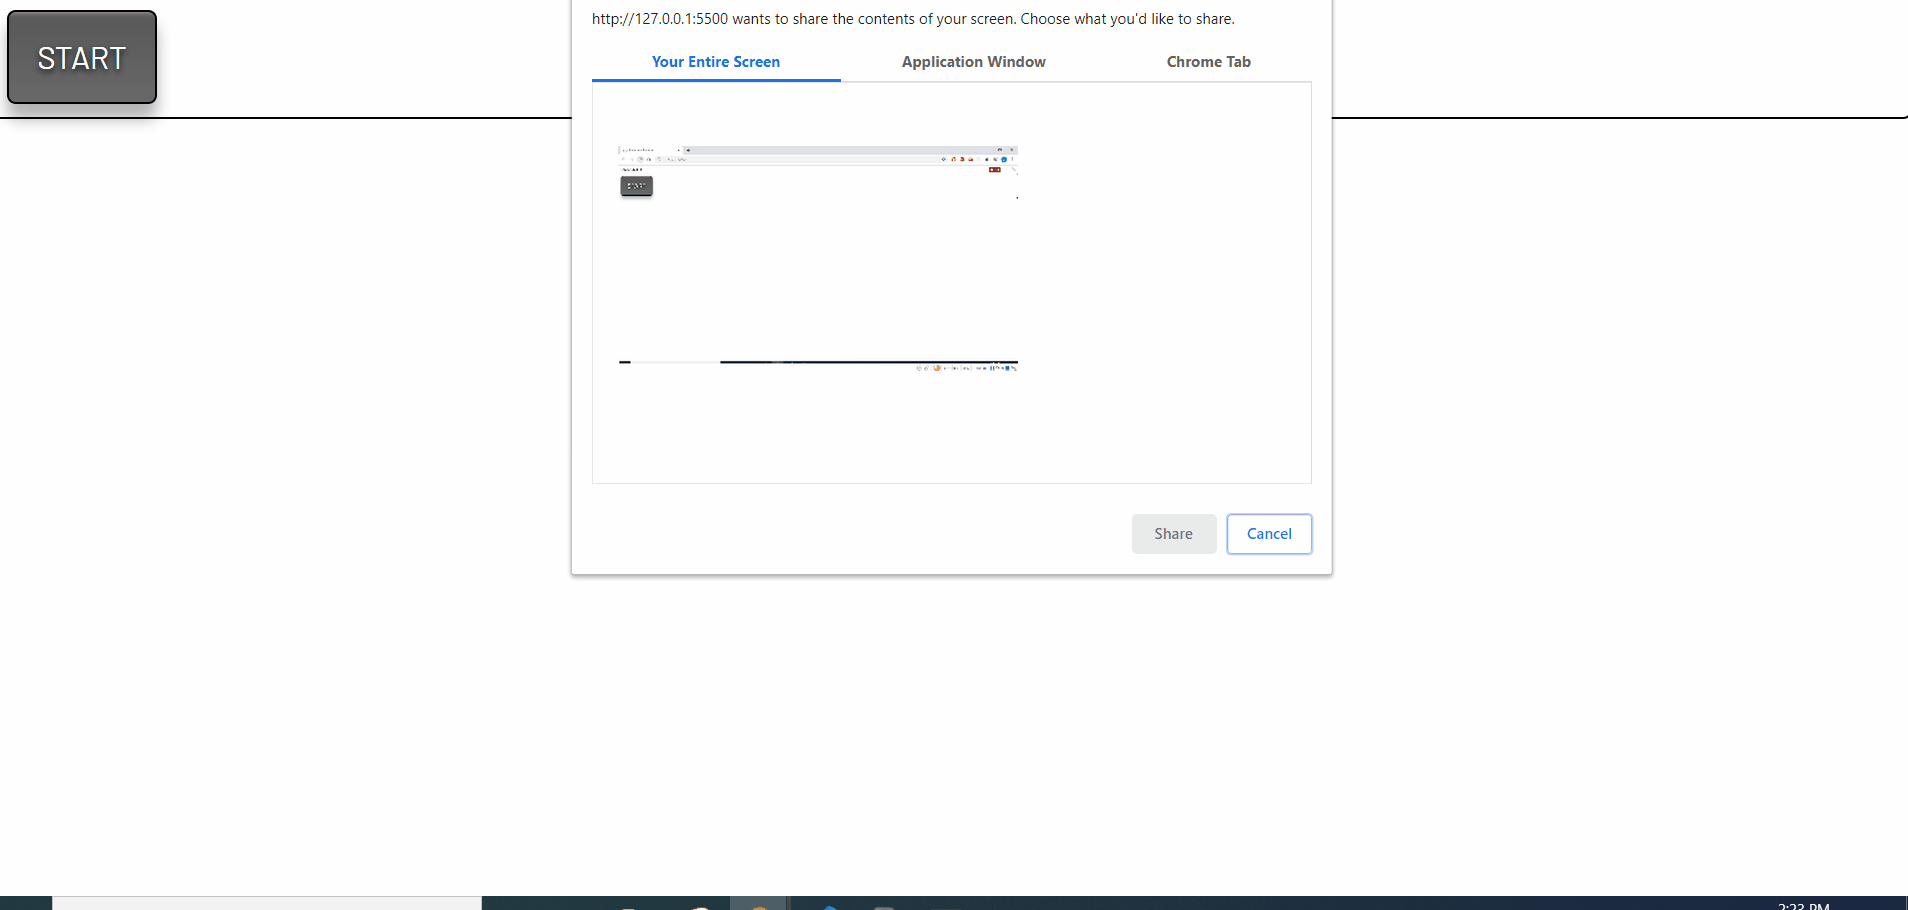 START
http://127.0.0.1:5500 wants to share the contents of your screen. Choose what you'd like to share.
Your Entire Screen
Application Window
Chrome Tab
Share
Cancel
2:23 PM